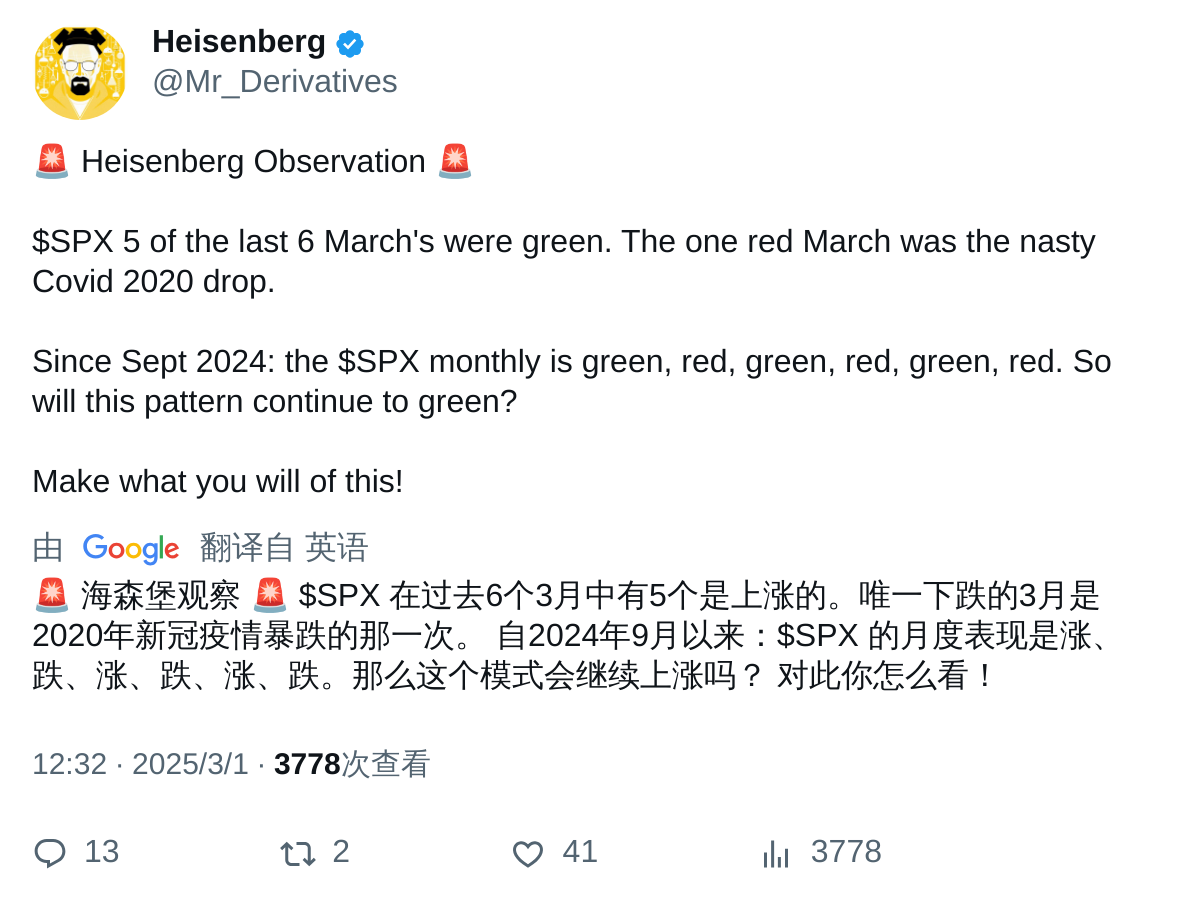 Heisenberg
@Mr_Derivatives
🚨 Heisenberg Observation 🚨
$SPX 5 of the last 6 March's were green. The one red March was the nasty
Covid 2020 drop.
Since Sept 2024: the $SPX monthly is green, red, green, red, green, red. So
will this pattern continue to green?
Make what you will of this!
由 Google 翻译自 英语
🚨 海森堡观察 🚨 $SPX 在过去6个3月中有5个是上涨的。唯一下跌的3月是
2020年新冠疫情暴跌的那一次。 自2024年9月以来：$SPX 的月度表现是涨、
跌、涨、跌、涨、跌。那么这个模式会继续上涨吗？ 对此你怎么看！
12:32 · 2025/3/1 · 3778次查看
13 2 41 3778